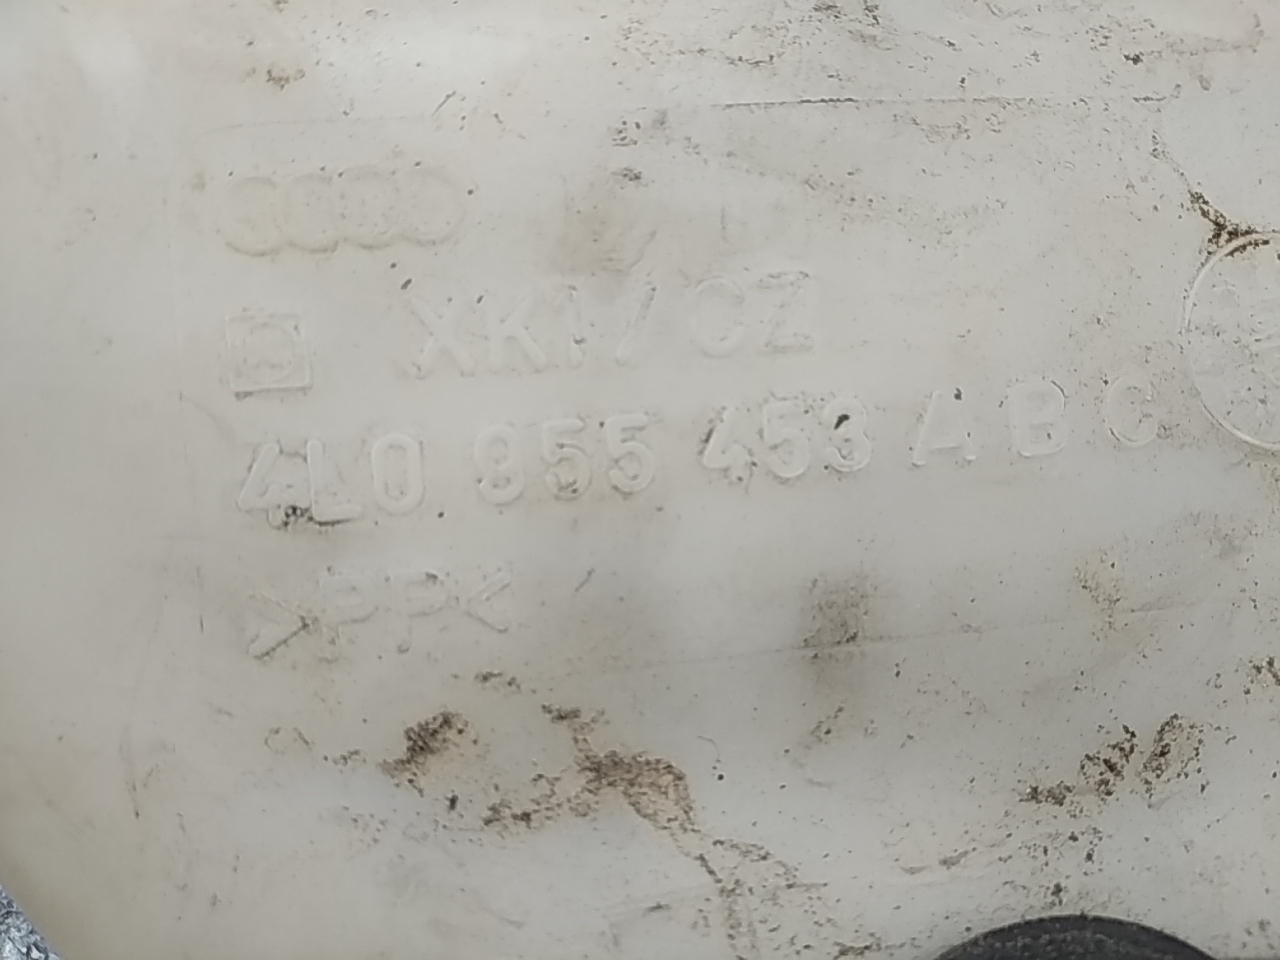 XK1 / CZ
4L0 955 453 A B C
>PP<